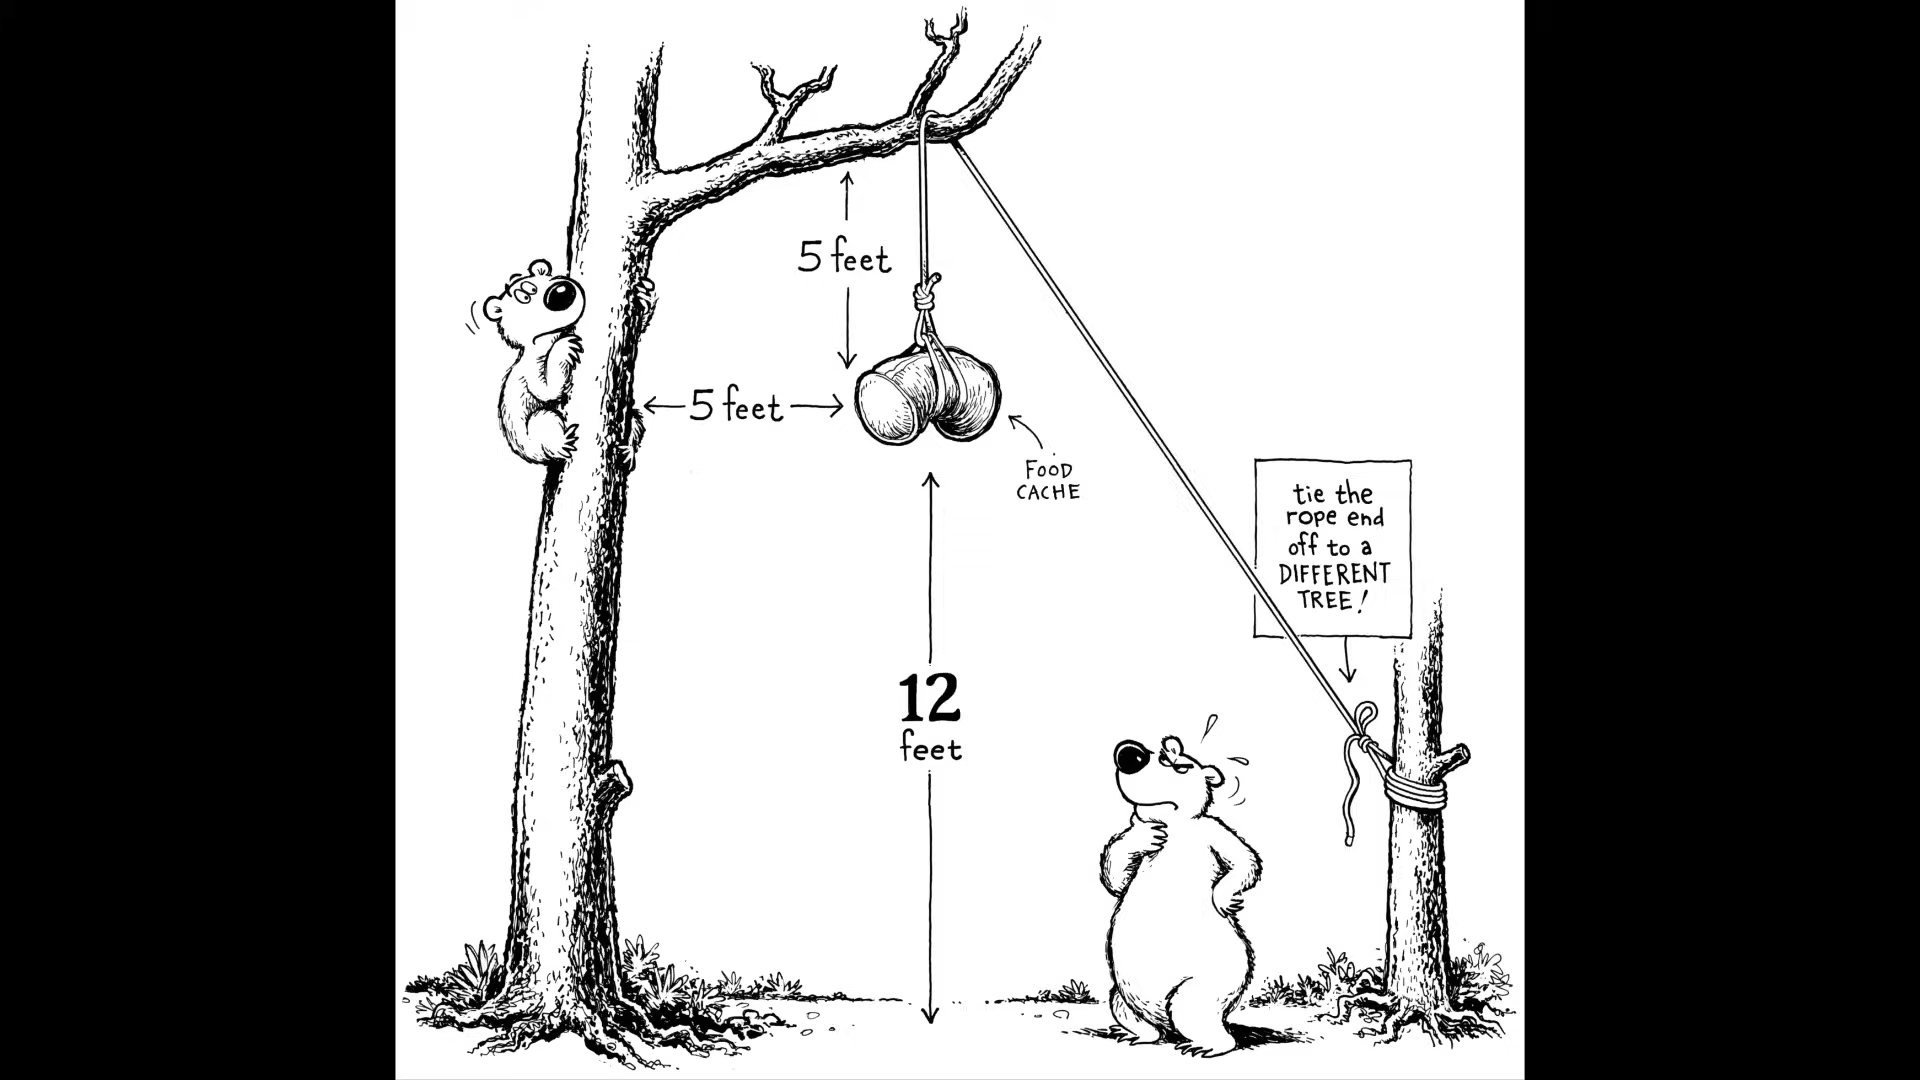 5 feet
5 feet
FOOD
CACHE
tie the
rope end
off to a
DIFFERENT
TREE!
12
feet